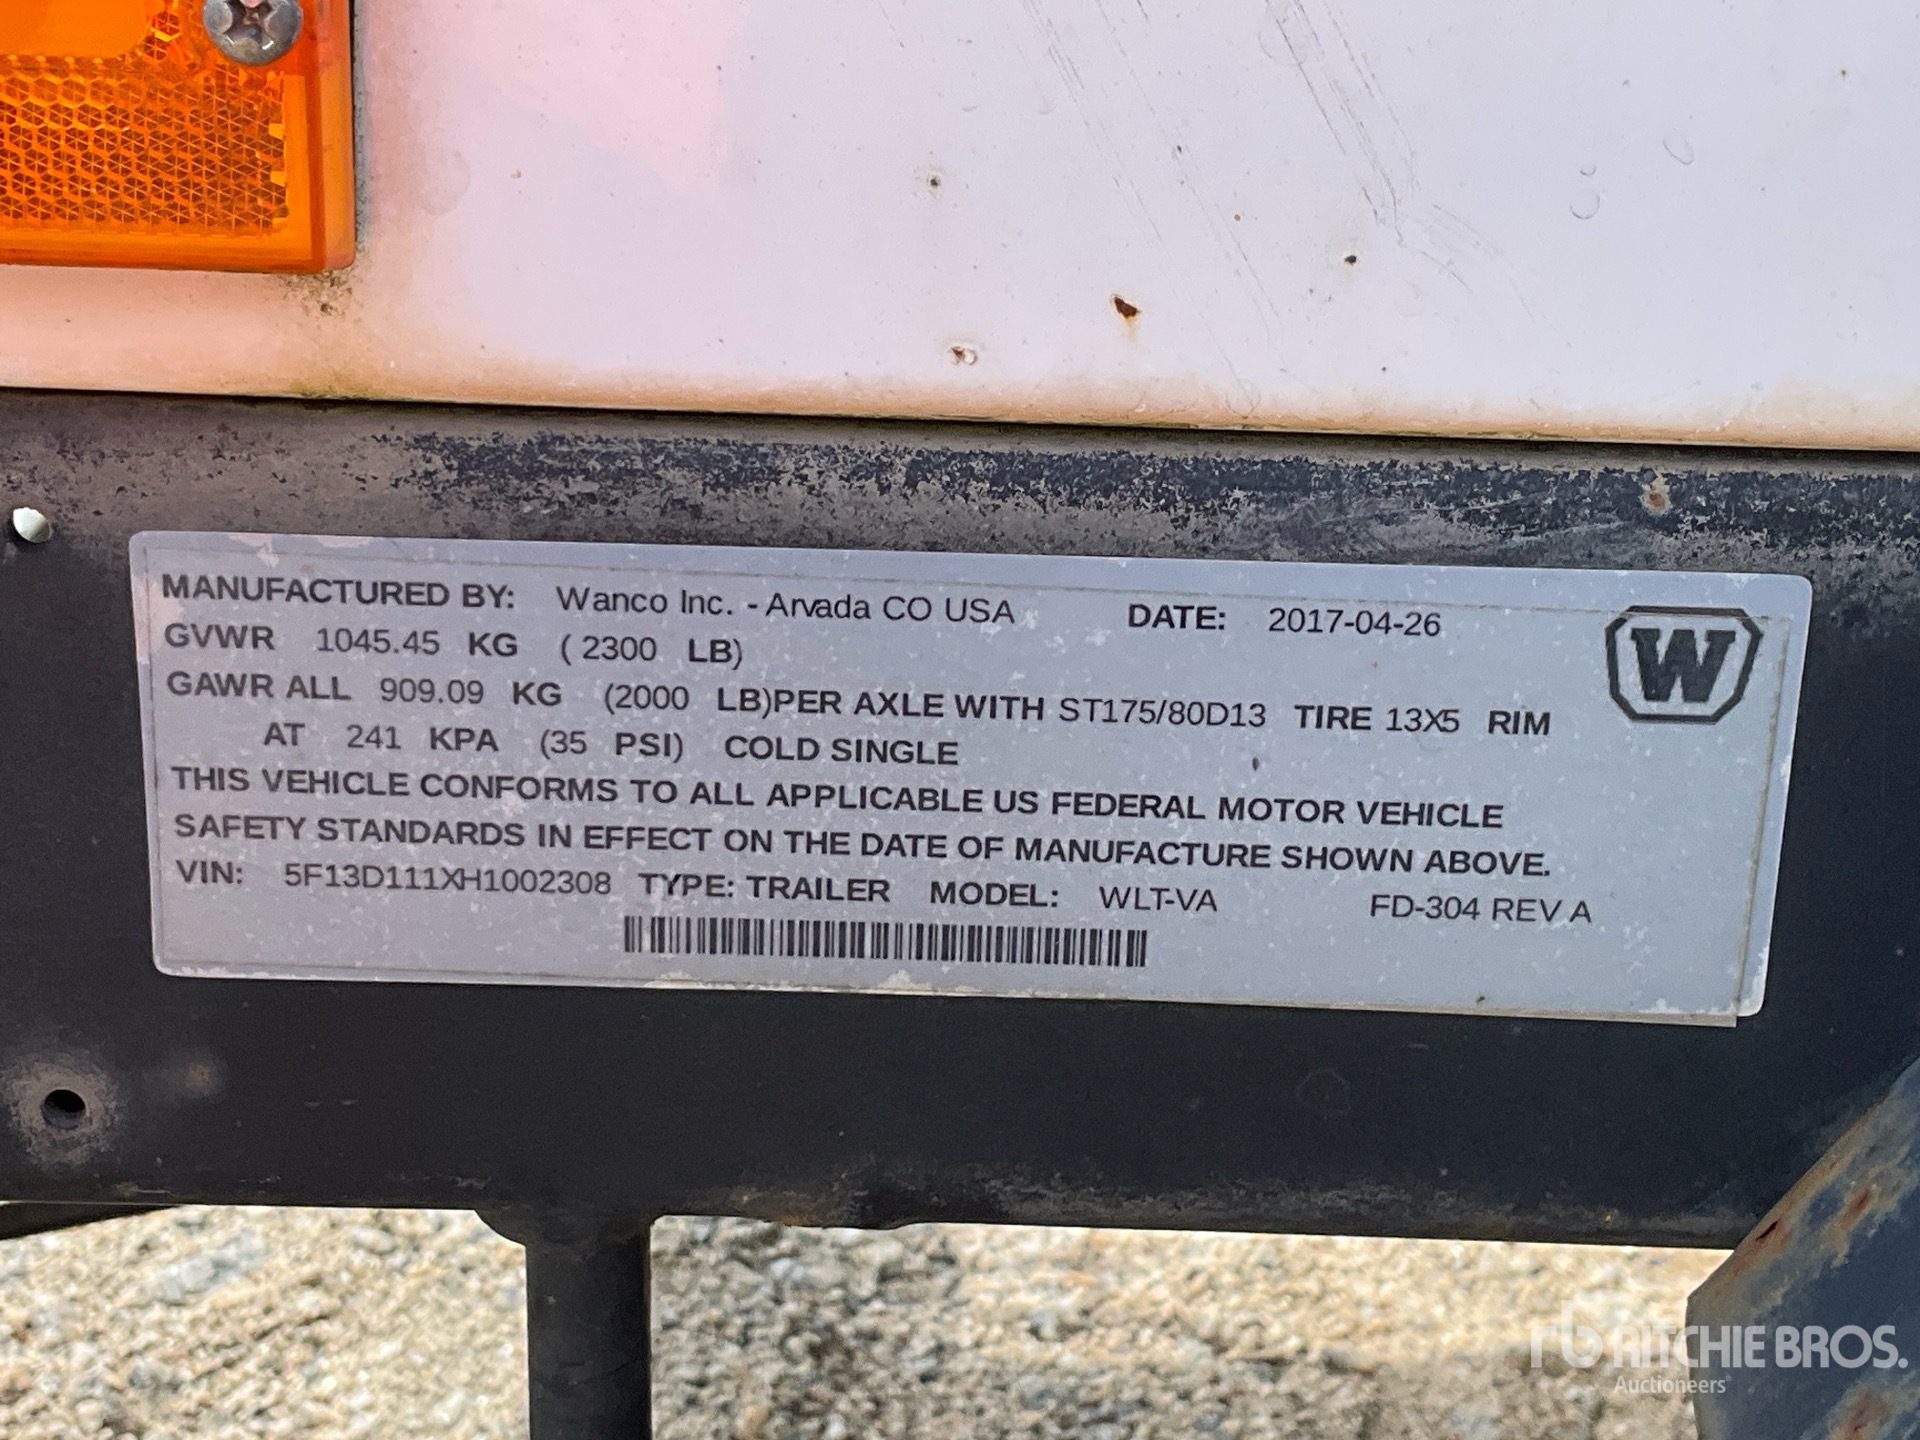 MANUFACTURED BY: Wanco Inc. - Arvada CO USA DATE: 2017-04-26
GVWR 1045.45 KG ( 2300 LB)
GAWR ALL 909.09 KG (2000 LB)PER AXLE WITH ST175/80D13 TIRE 13X5 RIM
AT 241 KPA (35 PSI) COLD SINGLE
THIS VEHICLE CONFORMS TO ALL APPLICABLE US FEDERAL MOTOR VEHICLE
SAFETY STANDARDS IN EFFECT ON THE DATE OF MANUFACTURE SHOWN ABOVE.
VIN: 5F13D111XH1002308 TYPE: TRAILER MODEL: WLT-VA FD-304 REV A
W
rb RITCHIE BROS.
Auctioneers